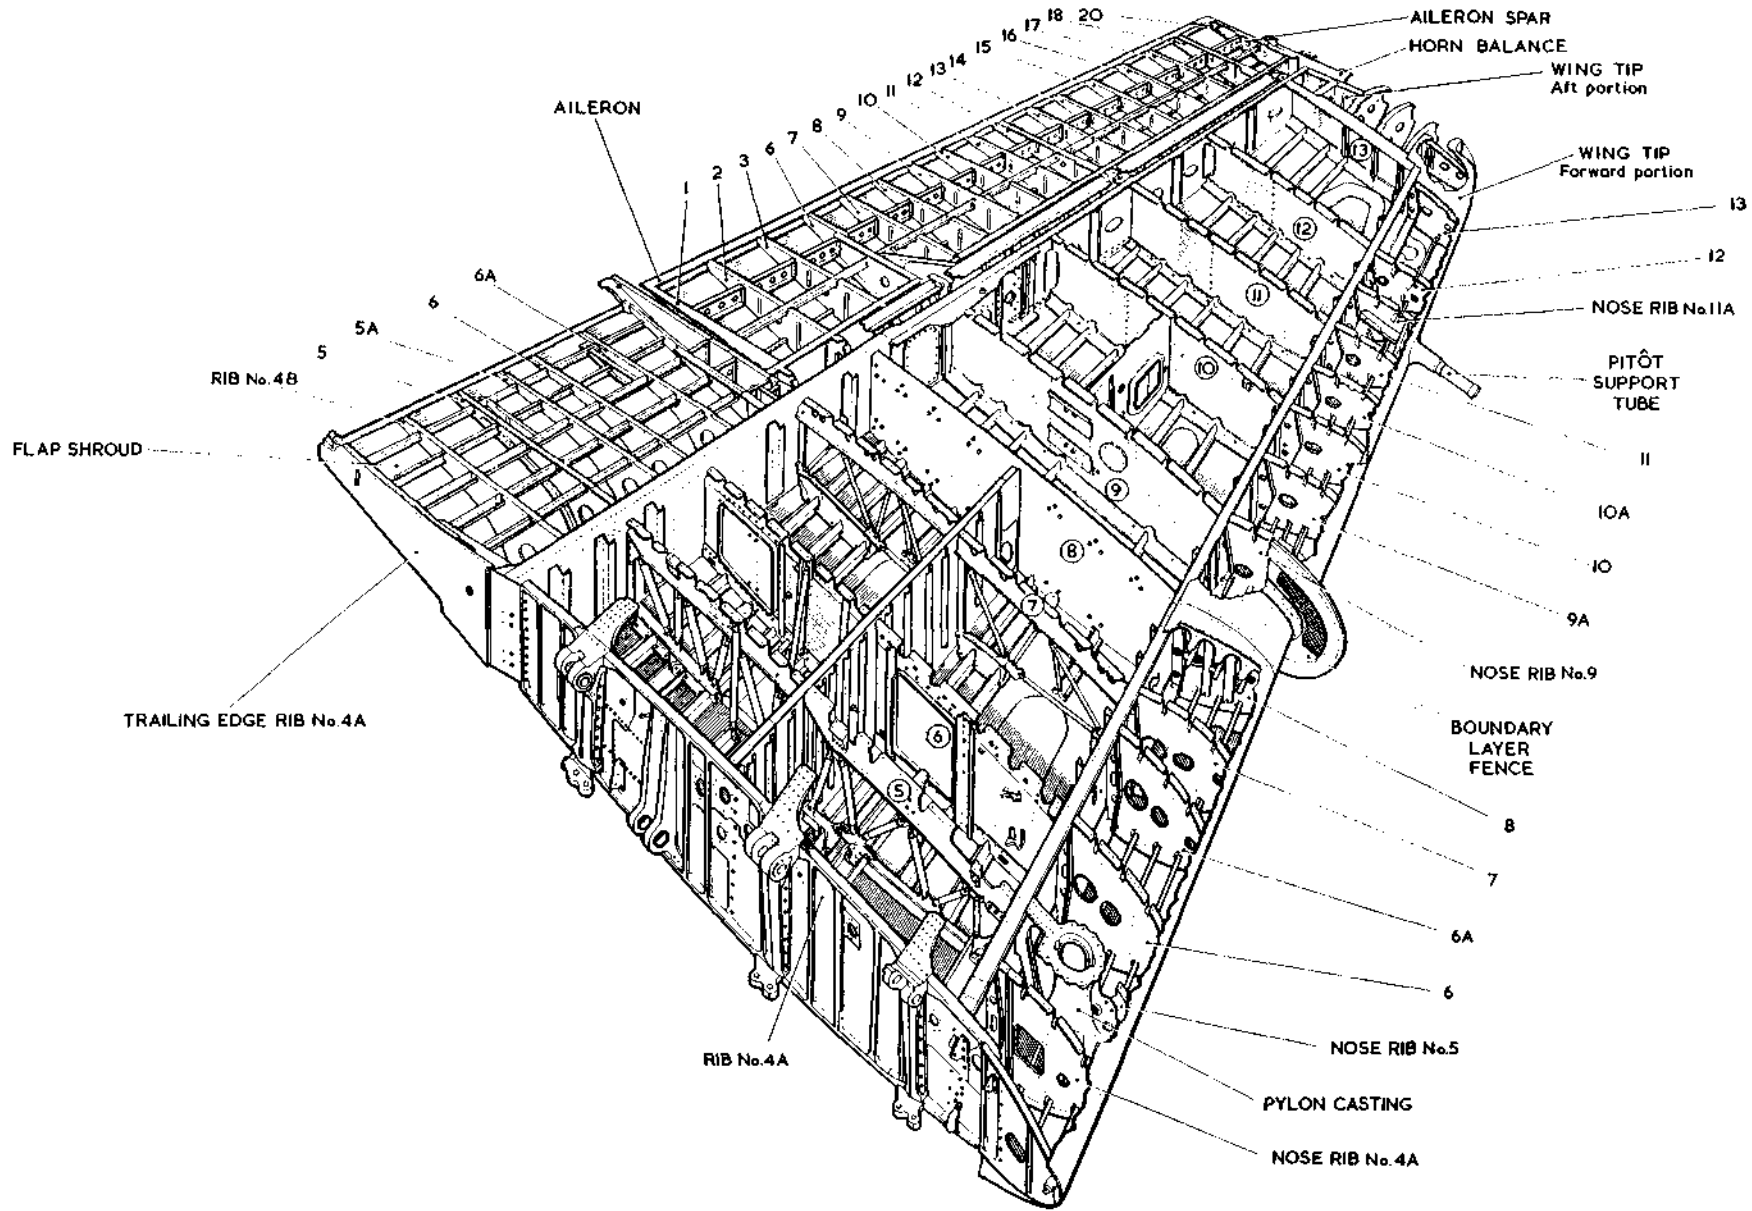 18 20
17
16
15
14
13
12
11
10
9
8
7
6
3
2
1
AILERON SPAR
HORN BALANCE
WING TIP
Aft portion
WING TIP
Forward portion
AILERON
13
12
NOSE RIB No.11A
PITÔT
SUPPORT
TUBE
11
10A
10
9A
NOSE RIB No.9
BOUNDARY
LAYER
FENCE
8
7
6A
6
NOSE RIB No.5
PYLON CASTING
NOSE RIB No.4A
6A
6
5A
5
RIB No.4B
FLAP SHROUD
TRAILING EDGE RIB No.4A
RIB No.4A
13
12
11
10
9
8
7
6
5